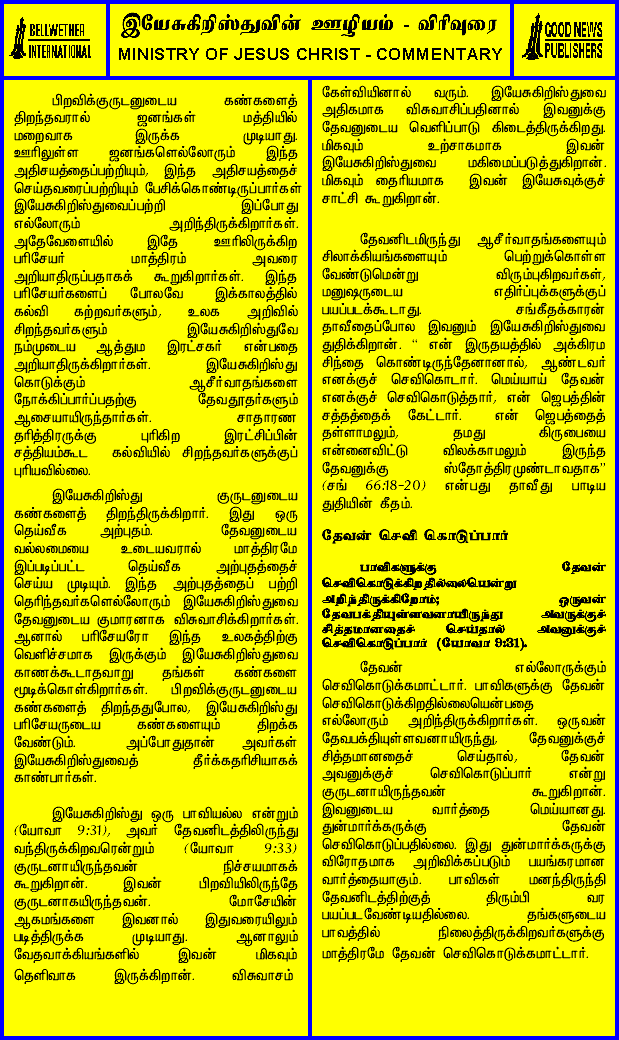 BELLWETHER
INTERNATIONAL
இயேசுகிறிஸ்துவின் ஊழியம் - விரிவுரை
MINISTRY OF JESUS CHRIST - COMMENTARY
GOOD NEWS
PUBLISHERS
பிறவிக்குருடனுடைய கண்களைத்
திறந்தவரால் ஜனங்கள் மத்தியில்
மறைவாக இருக்க முடியாது.
ஊரிலுள்ள ஜனங்களெல்லோரும் இந்த
அதிசயத்தைப்பற்றியும், இந்த அதிசயத்தைச்
செய்தவரைப்பற்றியும் பேசிக்கொண்டிருப்பார்கள்
இயேசுகிறிஸ்துவைப்பற்றி இப்போது
எல்லோரும் அறிந்திருக்கிறார்கள்.
அதேவேளையில் இதே ஊரிலிருக்கிற
பரிசேயர் மாத்திரம் அவரை
அறியாதிருப்பதாகக் கூறுகிறார்கள். இந்த
பரிசேயர்களைப் போலவே இக்காலத்தில்
கல்வி கற்றவர்களும், உலக அறிவில்
சிறந்தவர்களும் இயேசுகிறிஸ்துவே
நம்முடைய ஆத்தும இரட்சகர் என்பதை
அறியாதிருக்கிறார்கள். இயேசுகிறிஸ்து
கொடுக்கும் ஆசீர்வாதங்களை
நோக்கிப்பார்ப்பதற்கு தேவதூதர்களும்
ஆசையாயிருந்தார்கள். சாதாரண
தரித்திரருக்கு புரிகிற இரட்சிப்பின்
சத்தியம்கூட கல்வியில் சிறந்தவர்களுக்குப்
புரியவில்லை.
இயேசுகிறிஸ்து குருடனுடைய
கண்களைத் திறந்திருக்கிறார். இது ஒரு
தெய்வீக அற்புதம். தேவனுடைய
வல்லமையை உடையவரால் மாத்திரமே
இப்படிப்பட்ட தெய்வீக அற்புதத்தைச்
செய்ய முடியும். இந்த அற்புதத்தைப் பற்றி
தெரிந்தவர்களெல்லோரும் இயேசுகிறிஸ்துவை
தேவனுடைய குமாரனாக விசுவாசிக்கிறார்கள்.
ஆனால் பரிசேயரோ இந்த உலகத்திற்கு
வெளிச்சமாக இருக்கும் இயேசுகிறிஸ்துவை
காணக்கூடாதவாறு தங்கள் கண்களை
மூடிக்கொள்கிறார்கள். பிறவிக்குருடனுடைய
கண்களைத் திறந்ததுபோல, இயேசுகிறிஸ்து
பரிசேயருடைய கண்களையும் திறக்க
வேண்டும். அப்போதுதான் அவர்கள்
இயேசுகிறிஸ்துவைத் தீர்க்கதரிசியாகக்
காண்பார்கள்.
இயேசுகிறிஸ்து ஒரு பாவியல்ல என்றும்
(யோவா 9:31), அவர் தேவனிடத்திலிருந்து
வந்திருக்கிறவரென்றும் (யோவா 9:33)
குருடனாயிருந்தவன் நிச்சயமாகக்
கூறுகிறான். இவன் பிறவியிலிருந்தே
குருடனாகயிருந்தவன். மோசேயின்
ஆகமங்களை இவனால் இதுவரையிலும்
படித்திருக்க முடியாது. ஆனாலும்
வேதவாக்கியங்களில் இவன் மிகவும்
தெளிவாக இருக்கிறான். விசுவாசம்
கேள்வியினால் வரும். இயேசுகிறிஸ்துவை
அதிகமாக விசுவாசிப்பதினால் இவனுக்கு
தேவனுடைய வெளிப்பாடு கிடைத்திருக்கிறது.
மிகவும் உற்சாகமாக இவன்
இயேசுகிறிஸ்துவை மகிமைப்படுத்துகிறான்.
மிகவும் தைரியமாக இவன் இயேசுவுக்குச்
சாட்சி கூறுகிறான்.
தேவனிடமிருந்து ஆசீர்வாதங்களையும்
சிலாக்கியங்களையும் பெற்றுக்கொள்ள
வேண்டுமென்று விரும்புகிறவர்கள்,
மனுஷருடைய எதிர்ப்புக்களுக்குப்
பயப்படக்கூடாது. சங்கீதக்காரன்
தாவீதைப்போல இவனும் இயேசுகிறிஸ்துவை
துதிக்கிறான். " என் இருதயத்தில் அக்கிரம
சிந்தை கொண்டிருந்தேனானால், ஆண்டவர்
எனக்குச் செவிகொடார். மெய்யாய் தேவன்
எனக்குச் செவிகொடுத்தார், என் ஜெபத்தின்
சத்தத்தைக் கேட்டார். என் ஜெபத்தைத்
தள்ளாமலும், தமது கிருபையை
என்னைவிட்டு விலக்காமலும் இருந்த
தேவனுக்கு ஸ்தோத்திரமுண்டாவதாக"
(சங் 66:18-20) என்பது தாவீது பாடிய
துதியின் கீதம்.
தேவன் செவி கொடுப்பார்
பாவிகளுக்கு தேவன்
செவிகொடுக்கிறதில்லையென்று
அறிந்திருக்கிறோம்; ஒருவன்
தேவபக்தியுள்ளவனாயிருந்து அவருக்குச்
சித்தமானதைச் செய்தால் அவனுக்குச்
செவிகொடுப்பார் (யோவா 9:31).
தேவன் எல்லோருக்கும்
செவிகொடுக்கமாட்டார். பாவிகளுக்கு தேவன்
செவிகொடுக்கிறதில்லையென்பதை
எல்லோரும் அறிந்திருக்கிறார்கள். ஒருவன்
தேவபக்தியுள்ளவனாயிருந்து, தேவனுக்குச்
சித்தமானதைச் செய்தால், தேவன்
அவனுக்குச் செவிகொடுப்பார் என்று
குருடனாயிருந்தவன் கூறுகிறான்.
இவனுடைய வார்த்தை மெய்யானது.
துன்மார்க்கருக்கு தேவன்
செவிகொடுப்பதில்லை. இது துன்மார்க்கருக்கு
விரோதமாக அறிவிக்கப்படும் பயங்கரமான
வார்த்தையாகும். பாவிகள் மனந்திருந்தி
தேவனிடத்திற்குத் திரும்பி வர
பயப்படவேண்டியதில்லை. தங்களுடைய
பாவத்தில் நிலைத்திருக்கிறவர்களுக்கு
மாத்திரமே தேவன் செவிகொடுக்கமாட்டார்.